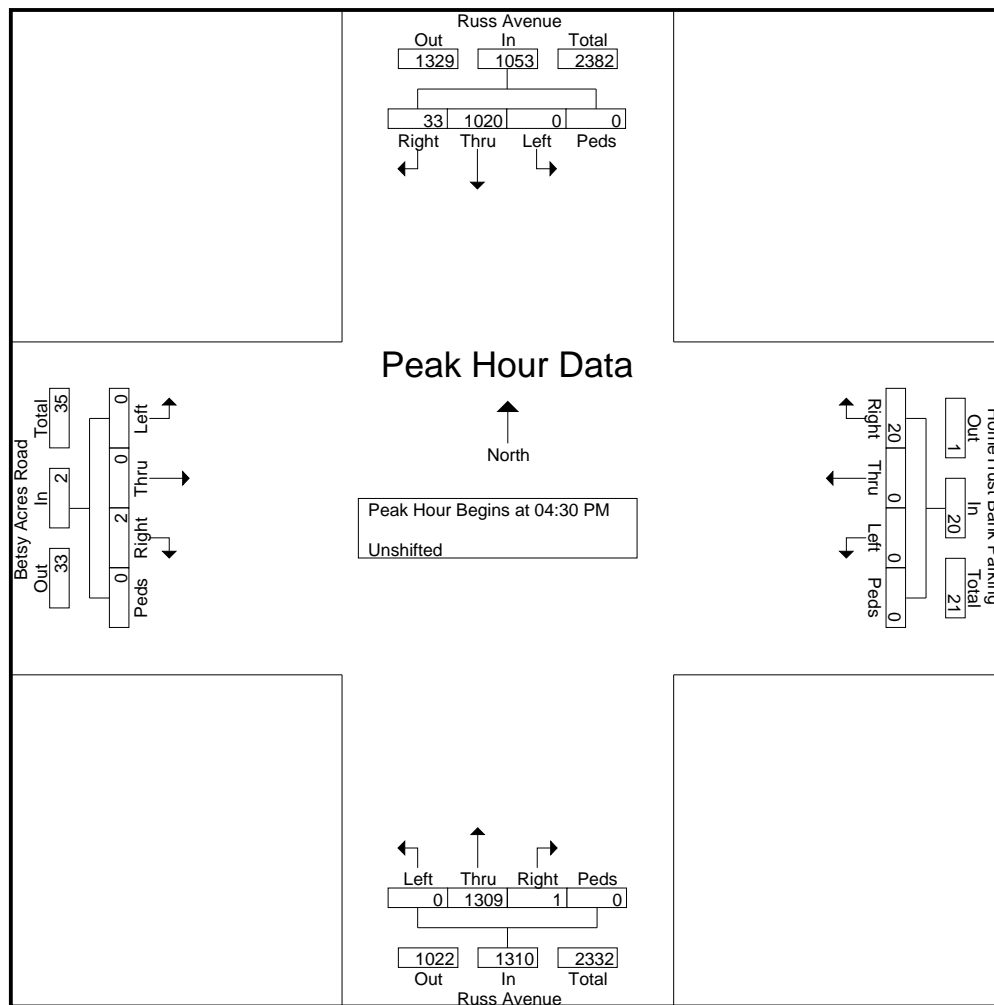 Russ Avenue
Out In Total
1329 1053 2382
33 1020 0 0
Right Thru Left Peds
Peak Hour Data
North
Peak Hour Begins at 04:30 PM
Unshifted
Betsy Acres Road
Out In Total
33 2 35
0 2 0 0
Peds Right Thru Left
HomeTrust Bank Parking
Out In Total
1 20 21
20 0 0 0
Right Thru Left Peds
Left Thru Right Peds
0 1309 1 0
1022 1310 2332
Out In Total
Russ Avenue